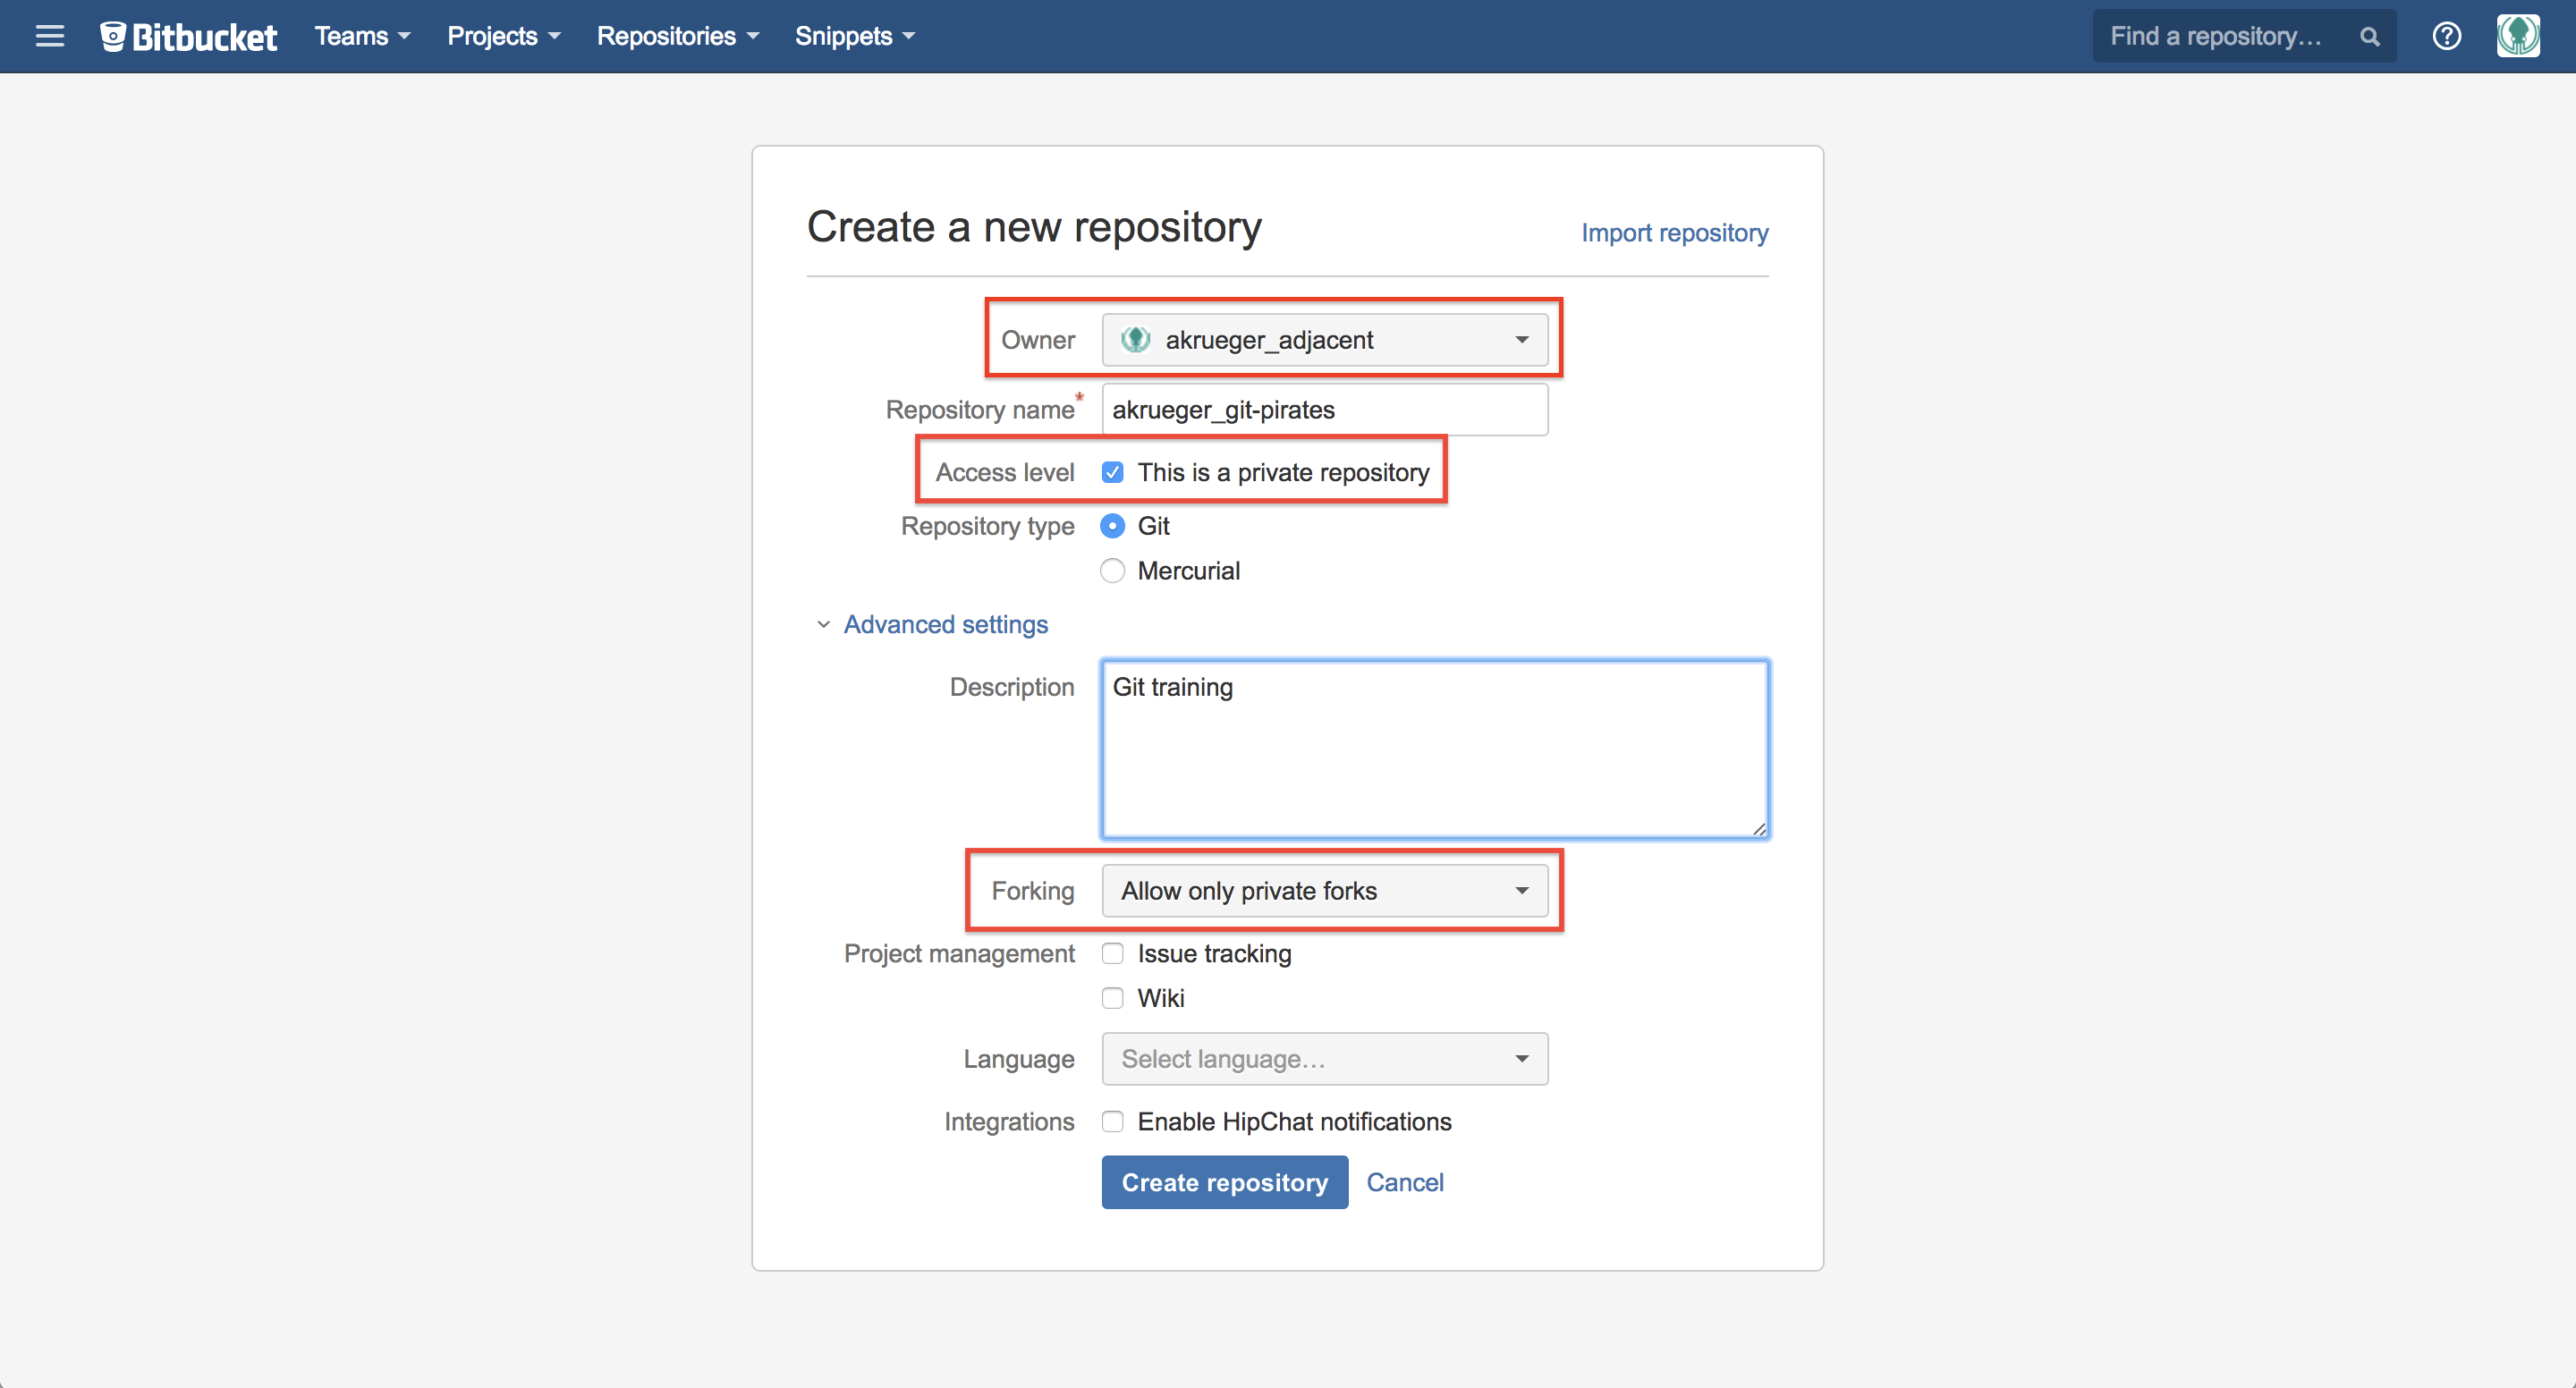 Bitbucket Teams Projects Repositories Snippets Find a repository...
Create a new repository Import repository
Owner akrueger_adjacent
Repository name* akrueger_git-pirates
Access level This is a private repository
Repository type Git
Mercurial
Advanced settings
Description Git training
Forking Allow only private forks
Project management Issue tracking
Wiki
Language Select language...
Integrations Enable HipChat notifications
Create repository Cancel